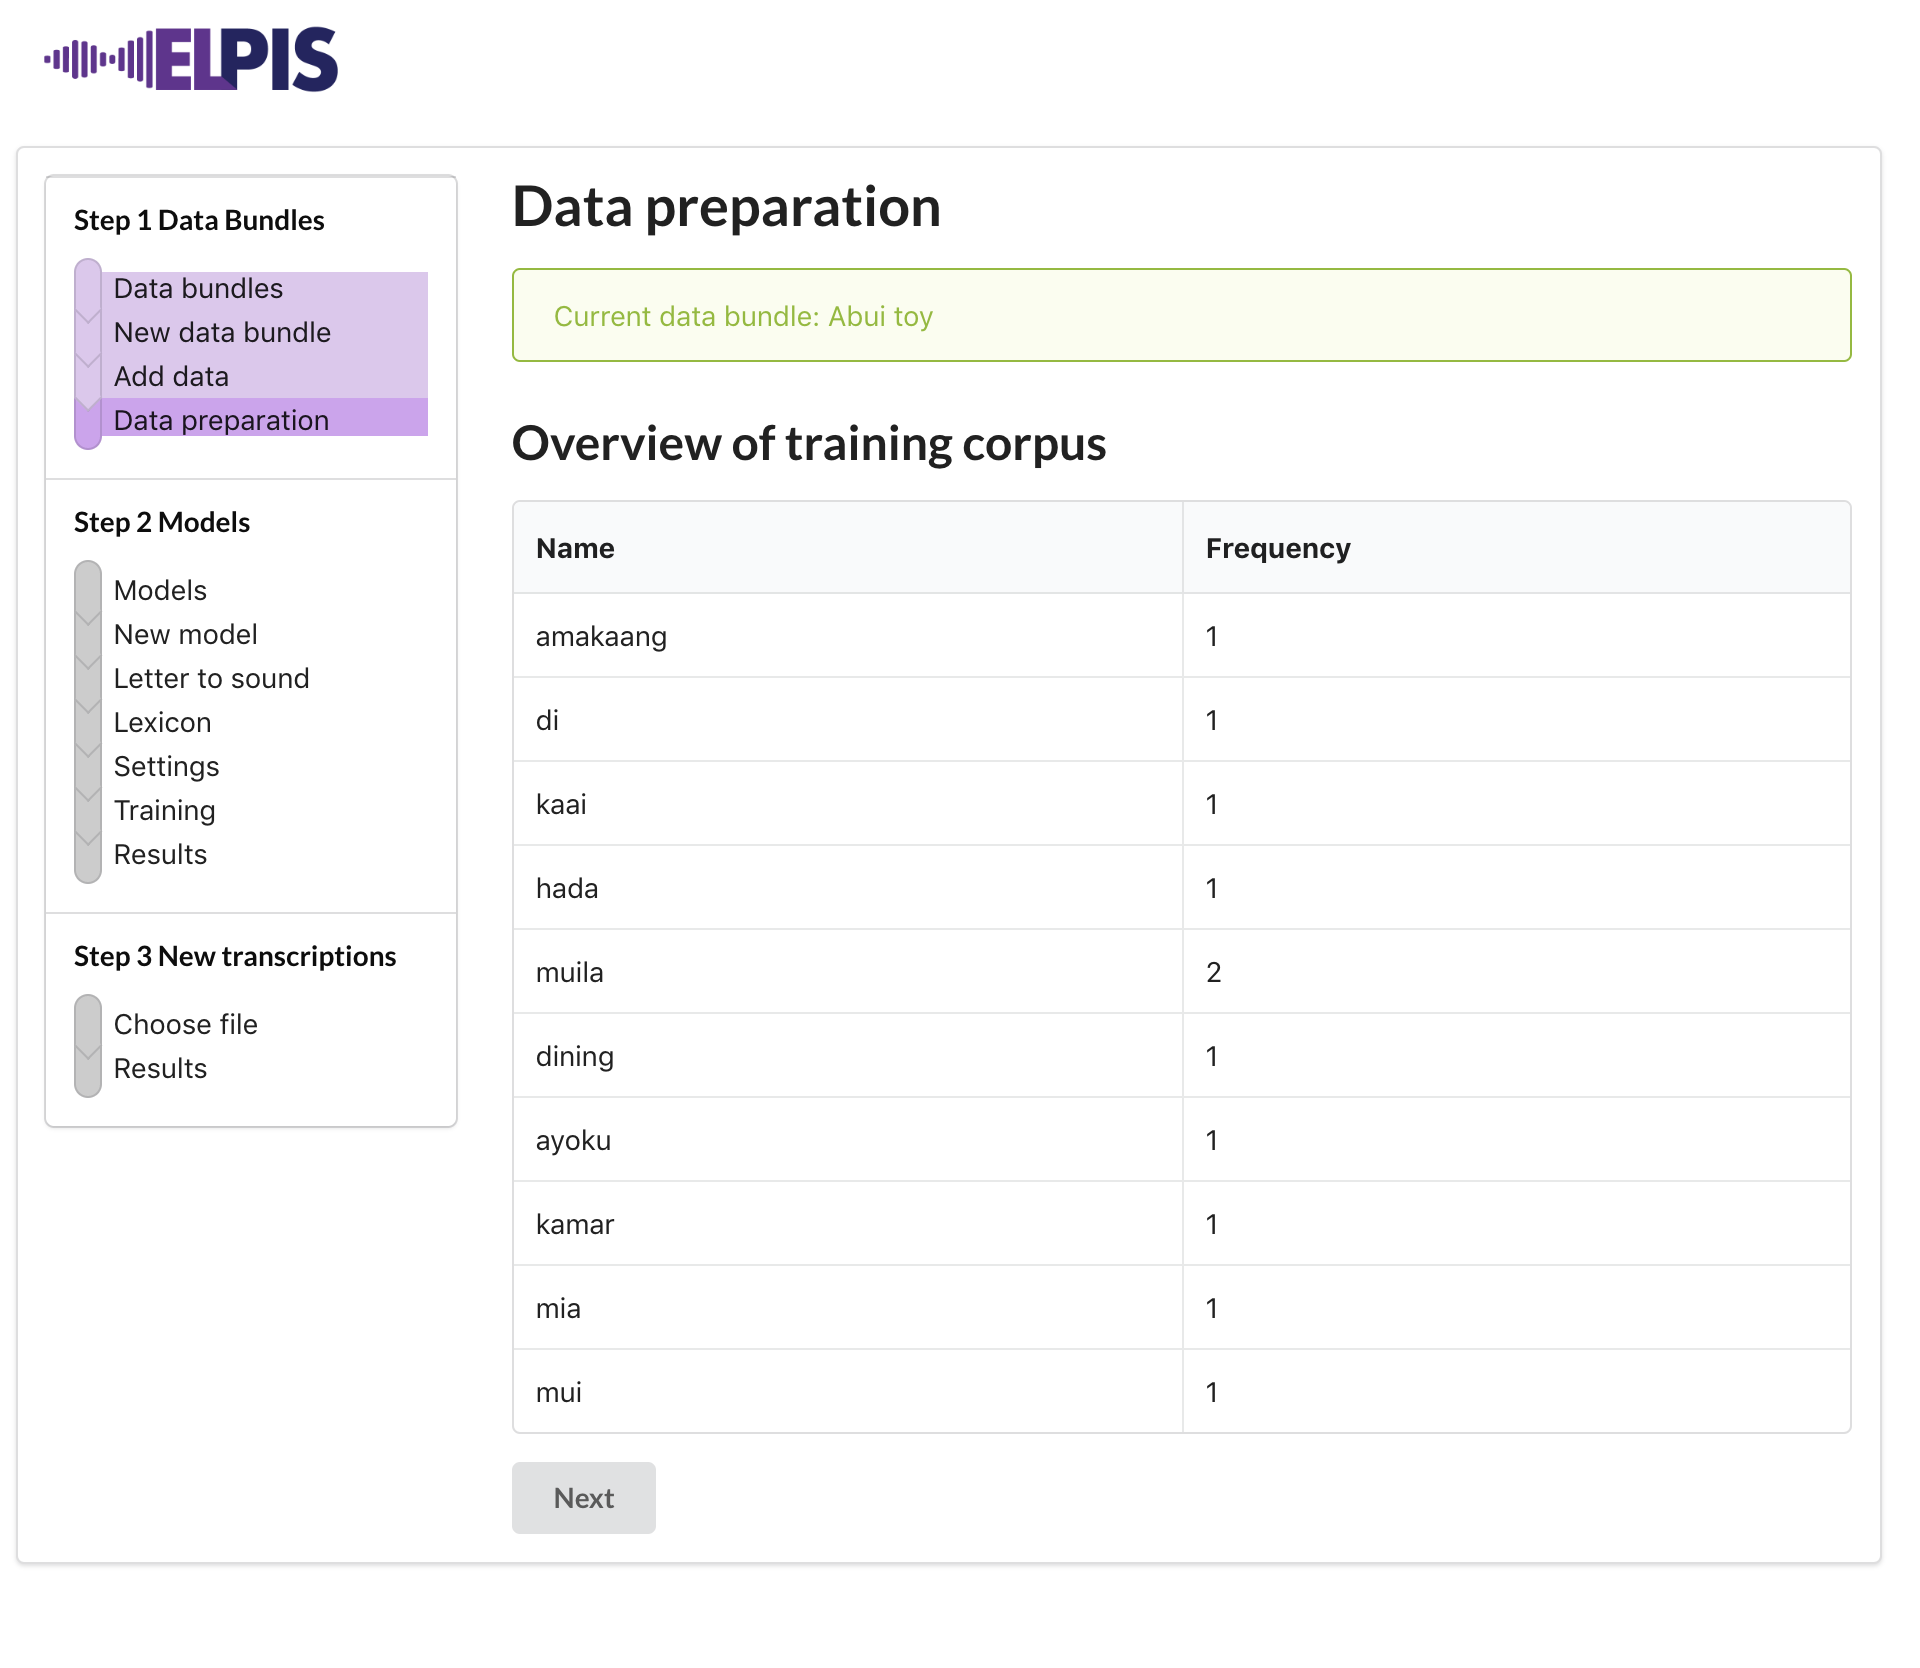 ELPIS
Step 1 Data Bundles
Data bundles
New data bundle
Add data
Data preparation
Step 2 Models
Models
New model
Letter to sound
Lexicon
Settings
Training
Results
Step 3 New transcriptions
Choose file
Results
Data preparation
Current data bundle: Abui toy
Overview of training corpus
Name Frequency
amakaang 1
di 1
kaai 1
hada 1
muila 2
dining 1
ayoku 1
kamar 1
mia 1
mui 1
Next